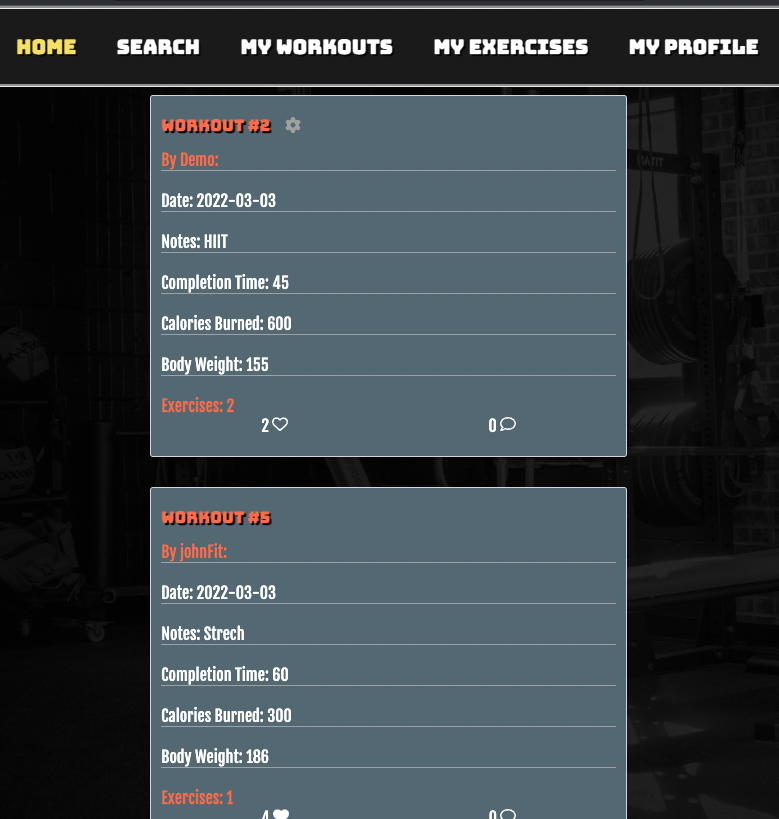 HOME SEARCH MY WORKOUTS MY EXERCISES MY PROFILE
WORKOUT #2
By Demo:
Date: 2022-03-03
Notes: HIIT
Completion Time: 45
Calories Burned: 600
Body Weight: 155
Exercises: 2
2 0
WORKOUT #5
By johnFit:
Date: 2022-03-03
Notes: Strech
Completion Time: 60
Calories Burned: 300
Body Weight: 186
Exercises: 1
4 0